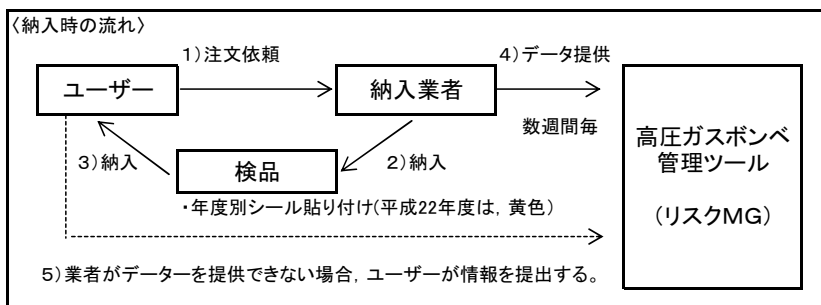 〈納入時の流れ〉
1)注文依頼
4)データ提供
ユーザー
納入業者
数週間毎
高圧ガスボンベ
管理ツール
(リスクMG)
3)納入
検品
2)納入
・年度別シール貼り付け(平成22年度は, 黄色)
5)業者がデーターを提供できない場合, ユーザーが情報を提出する。